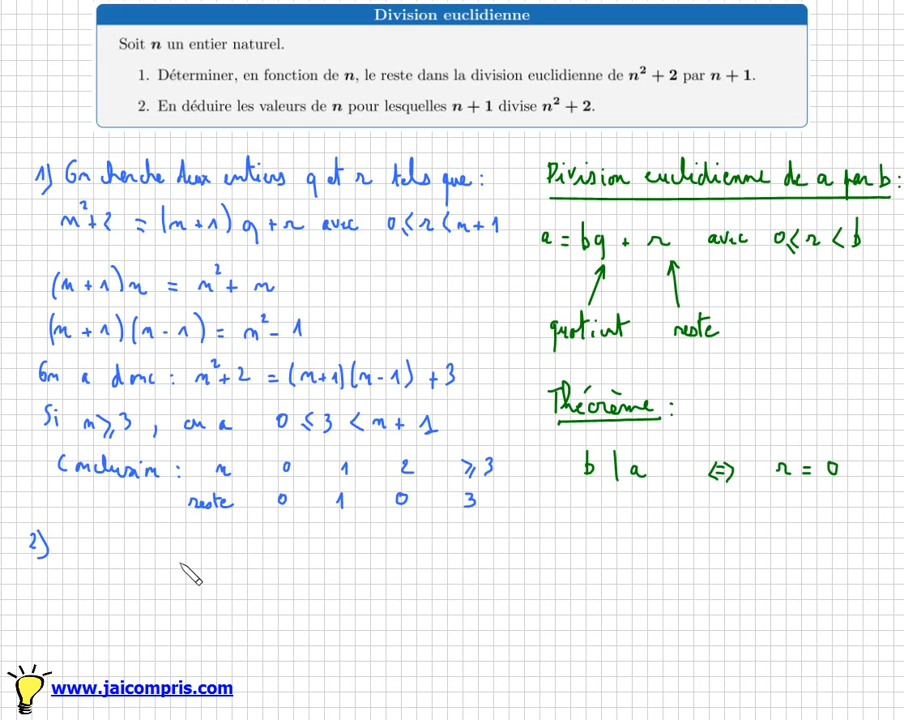 Division euclidienne
Soit n un entier naturel.
1. Déterminer, en fonction de n, le reste dans la division euclidienne de n² + 2 par n + 1.
2. En déduire les valeurs de n pour lesquelles n + 1 divise n² + 2.
1) On cherche deux entiers q et r tels que :
n² + 2 = (n + 1) q + r avec 0 ⩽ r < n + 1
(n + 1) n = n² + n
(n + 1)(n - 1) = n² - 1
On a donc : n² + 2 = (n+1)(n-1) + 3
Si n ⩾ 3, on a 0 ⩽ 3 < n + 1
Conclusion : n 0 1 2 ⩾ 3
reste 0 1 0 3
2)
Division euclidienne de a par b :
a = bq + r avec 0 ⩽ r < b
quotient reste
Théorème :
b | a ⇔ r = 0
www.jaicompris.com